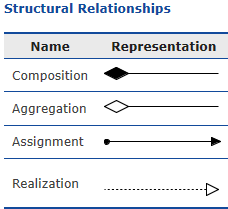 Structural Relationships
Name Representation
Composition
Aggregation
Assignment
Realization